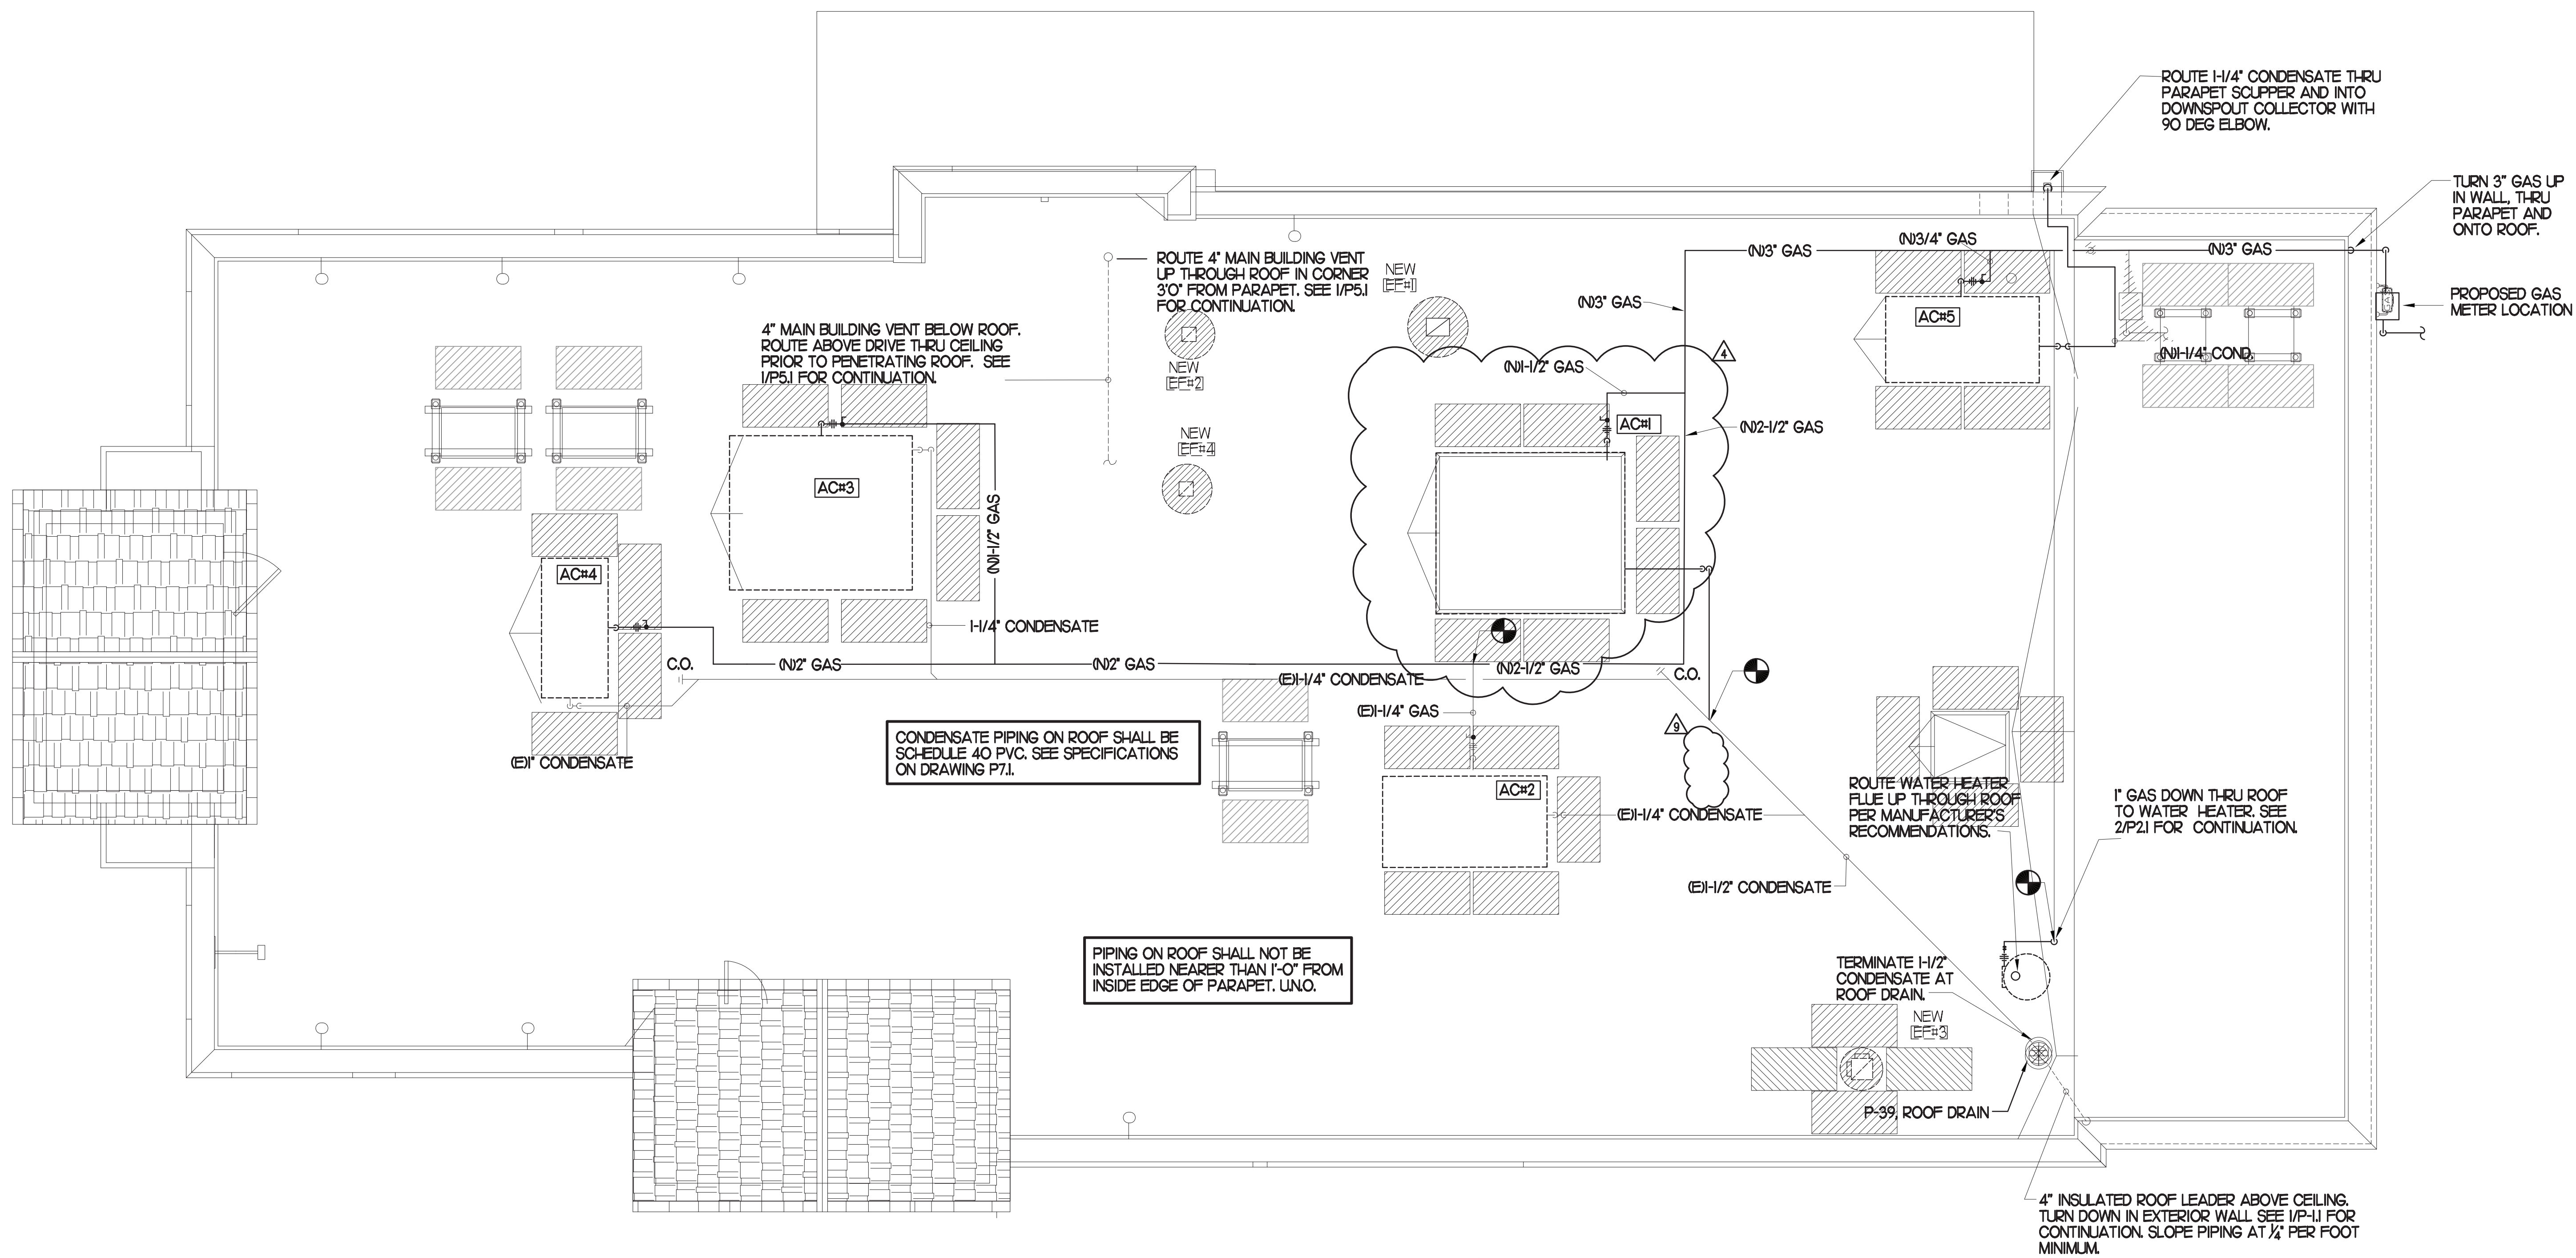 ROUTE 1-1/4" CONDENSATE THRU
PARAPET SCUPPER AND INTO
DOWNSPOUT COLLECTOR WITH
90 DEG ELBOW.
TURN 3" GAS UP
IN WALL, THRU
PARAPET AND
ONTO ROOF.
PROPOSED GAS
METER LOCATION
GAS
(N)3" GAS
(N)3/4" GAS
(N)3" GAS
(N)3" GAS
AC#5
(N)1-1/4" COND.
ROUTE 4" MAIN BUILDING VENT
UP THROUGH ROOF IN CORNER
3'0" FROM PARAPET. SEE 1/P5.1
FOR CONTINUATION.
NEW
EF#1
4" MAIN BUILDING VENT BELOW ROOF.
ROUTE ABOVE DRIVE THRU CEILING
PRIOR TO PENETRATING ROOF. SEE
1/P5.1 FOR CONTINUATION.
NEW
EF#2
NEW
EF#4
4
(N)1-1/2" GAS
AC#1
(N)2-1/2" GAS
AC#3
(N)1-1/2" GAS
AC#4
1-1/4" CONDENSATE
C.O.
(N)2" GAS
(N)2" GAS
(N)2-1/2" GAS
(E)1-1/4" CONDENSATE
C.O.
(E)1-1/4" GAS
9
(E)1" CONDENSATE
CONDENSATE PIPING ON ROOF SHALL BE
SCHEDULE 40 PVC. SEE SPECIFICATIONS
ON DRAWING P7.1.
AC#2
(E)1-1/4" CONDENSATE
ROUTE WATER HEATER
FLUE UP THROUGH ROOF
PER MANUFACTURER'S
RECOMMENDATIONS.
1" GAS DOWN THRU ROOF
TO WATER HEATER. SEE
2/P2.1 FOR CONTINUATION.
(E)1-1/2" CONDENSATE
PIPING ON ROOF SHALL NOT BE
INSTALLED NEARER THAN 1'-0" FROM
INSIDE EDGE OF PARAPET. U.N.O.
TERMINATE 1-1/2"
CONDENSATE AT
ROOF DRAIN.
NEW
EF#3
P-39, ROOF DRAIN
4" INSULATED ROOF LEADER ABOVE CEILING.
TURN DOWN IN EXTERIOR WALL SEE 1/P-1.1 FOR
CONTINUATION. SLOPE PIPING AT 1/4" PER FOOT
MINIMUM.